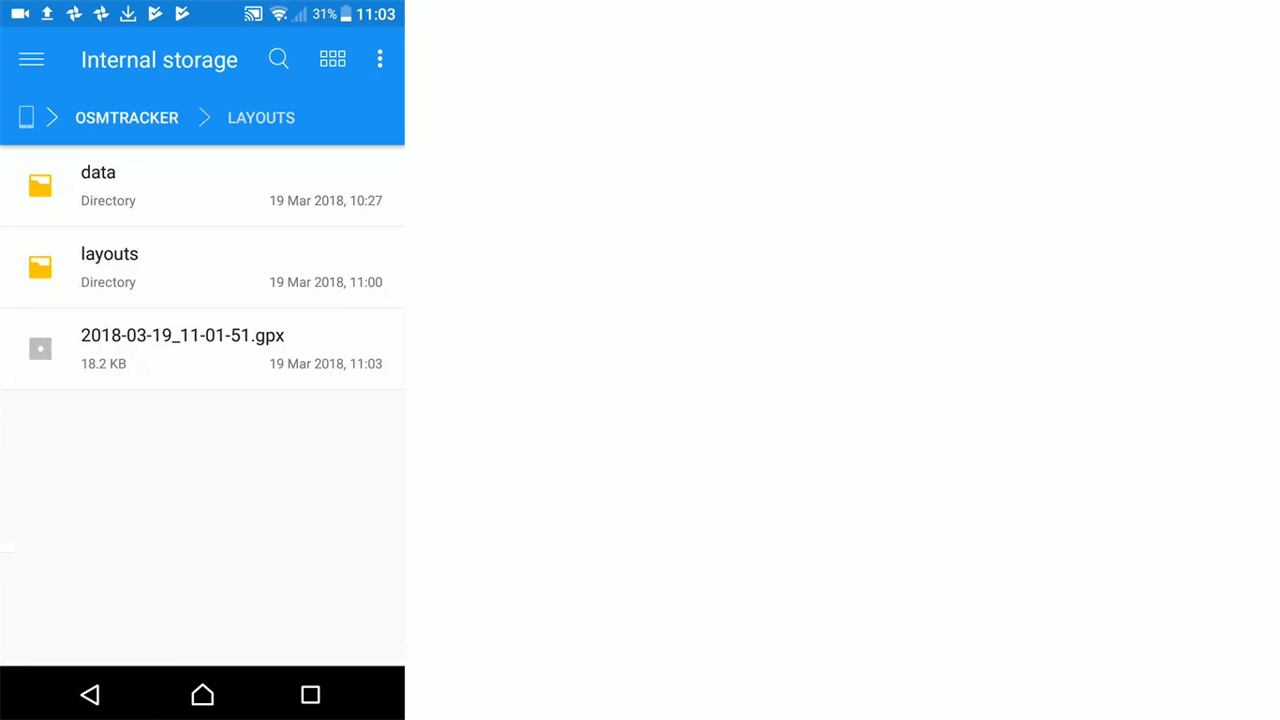 31% 11:03
Internal storage
OSMTRACKER LAYOUTS
data
Directory 19 Mar 2018, 10:27
layouts
Directory 19 Mar 2018, 11:00
2018-03-19_11-01-51.gpx
18.2 KB 19 Mar 2018, 11:03